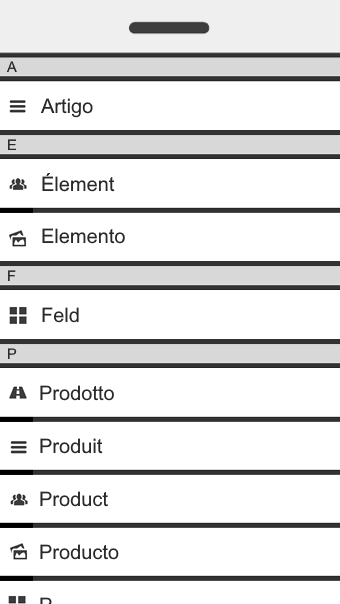 A
Artigo
E
Élement
Elemento
F
Feld
P
Prodotto
Produit
Product
Producto